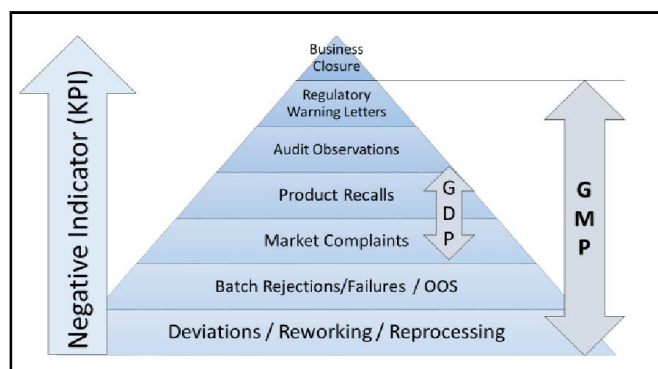 Negative Indicator (KPI)
Business
Closure
Regulatory
Warning Letters
Audit Observations
Product Recalls
Market Complaints
Batch Rejections/Failures / OOS
Deviations / Reworking / Reprocessing
G
D
P
G
M
P